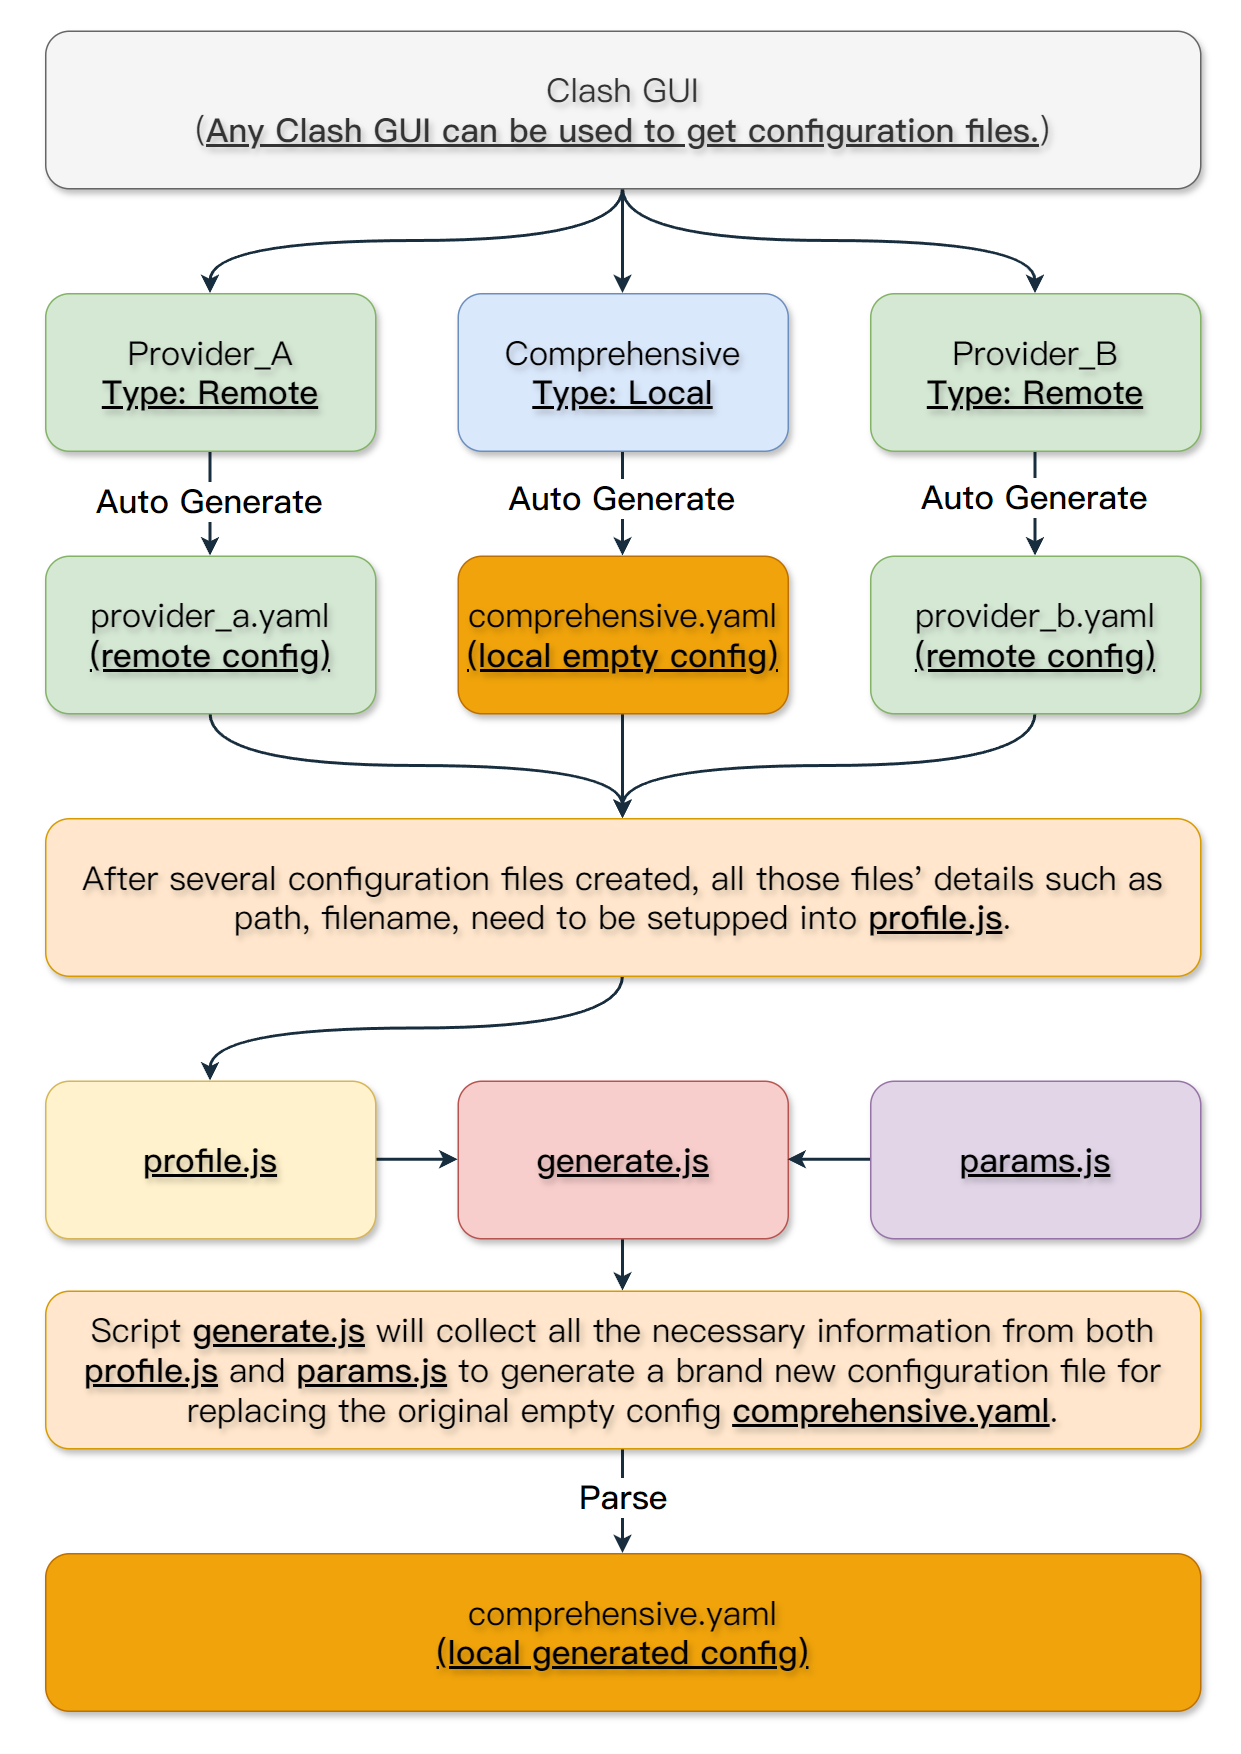 Clash GUI
(Any Clash GUI can be used to get configuration files.)
Provider_A
Type: Remote
Comprehensive
Type: Local
Provider_B
Type: Remote
Auto Generate
Auto Generate
Auto Generate
provider_a.yaml
(remote config)
comprehensive.yaml
(local empty config)
provider_b.yaml
(remote config)
After several configuration files created, all those files’ details such as
path, filename, need to be setupped into profile.js.
profile.js
generate.js
params.js
Script generate.js will collect all the necessary information from both
profile.js and params.js to generate a brand new configuration file for
replacing the original empty config comprehensive.yaml.
Parse
comprehensive.yaml
(local generated config)